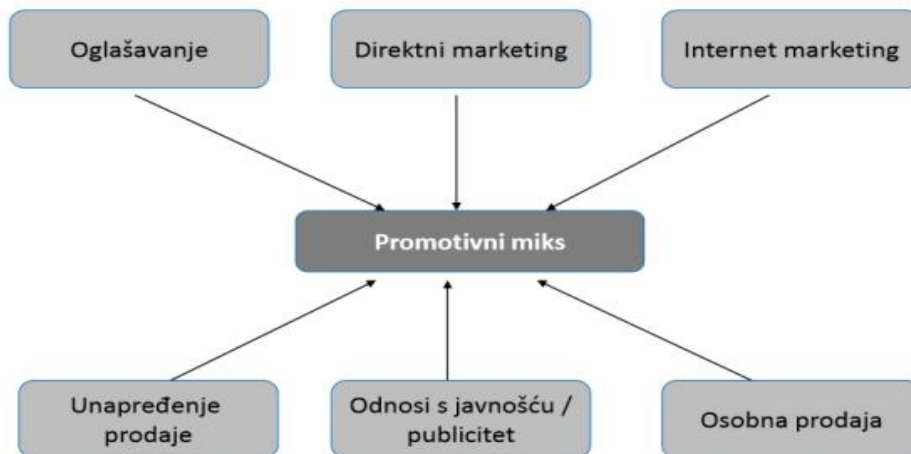 Oglašavanje
Direktni marketing
Internet marketing
Promotivni miks
Unapređenje
prodaje
Odnosi s javnošću /
publicitet
Osobna prodaja